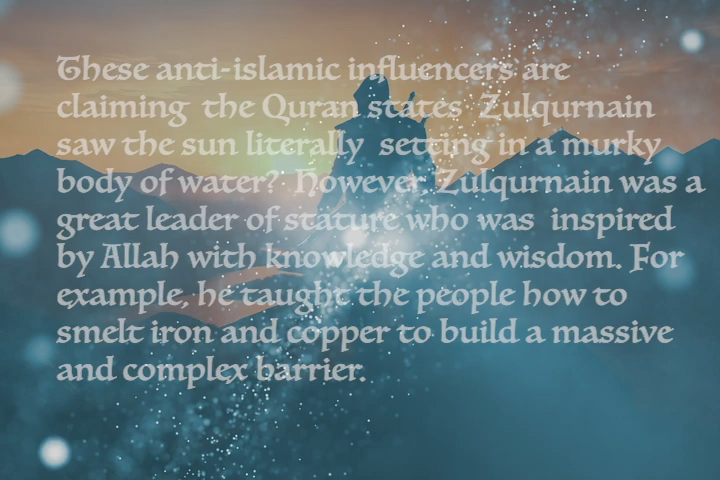 These anti-islamic influencers are
claiming the Quran states Zulqurnain
saw the sun literally setting in a murky
body of water? However, Zulqurnain was a
great leader of stature who was inspired
by Allah with knowledge and wisdom. For
example, he taught the people how to
smelt iron and copper to build a massive
and complex barrier.